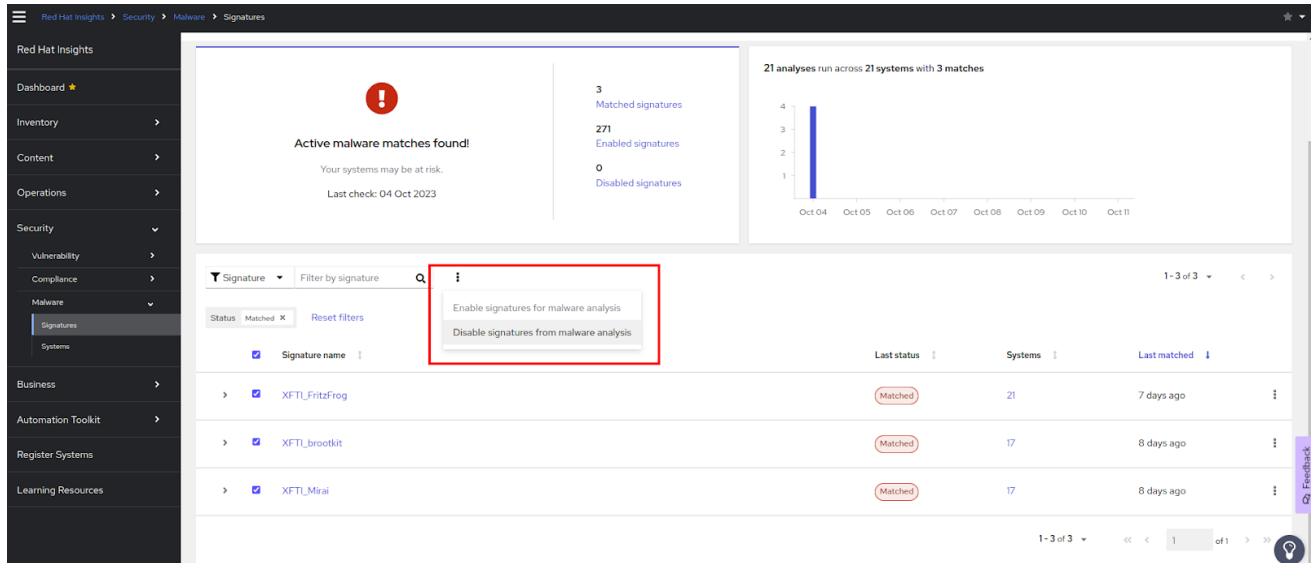 Red Hat Insights > Security > Malware > Signatures
Red Hat Insights
Dashboard
Inventory
Content
Operations
Security
Vulnerability
Compliance
Malware
Signatures
Systems
Business
Automation Toolkit
Register Systems
Learning Resources
Active malware matches found!
Your systems may be at risk.
Last check: 04 Oct 2023
3
Matched signatures
271
Enabled signatures
0
Disabled signatures
21 analyses run across 21 systems with 3 matches
4
3
2
1
Oct 04 Oct 05 Oct 06 Oct 07 Oct 08 Oct 09 Oct 10 Oct 11
Signature Filter by signature
1 - 3 of 3
Enable signatures for malware analysis
Disable signatures from malware analysis
Status Matched × Reset filters
Signature name Last status Systems Last matched
XFTI_FritzFrog Matched 21 7 days ago
XFTI_brootkit Matched 17 8 days ago
XFTI_Mirai Matched 17 8 days ago
1 - 3 of 3 1 of 1
Feedback